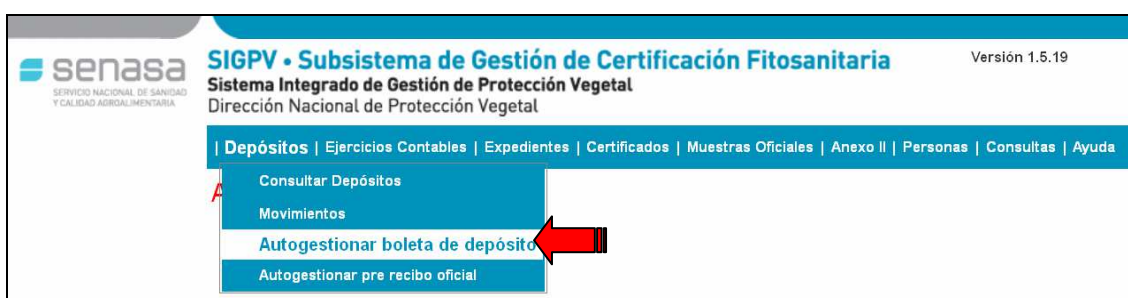 senasa
SERVICIO NACIONAL DE SANIDAD
Y CALIDAD AGROALIMENTARIA
SIGPV • Subsistema de Gestión de Certificación Fitosanitaria
Versión 1.5.19
Sistema Integrado de Gestión de Protección Vegetal
Dirección Nacional de Protección Vegetal
| Depósitos | Ejercicios Contables | Expedientes | Certificados | Muestras Oficiales | Anexo II | Personas | Consultas | Ayuda
Consultar Depósitos
A
Movimientos
Autogestionar boleta de depósito
Autogestionar pre recibo oficial